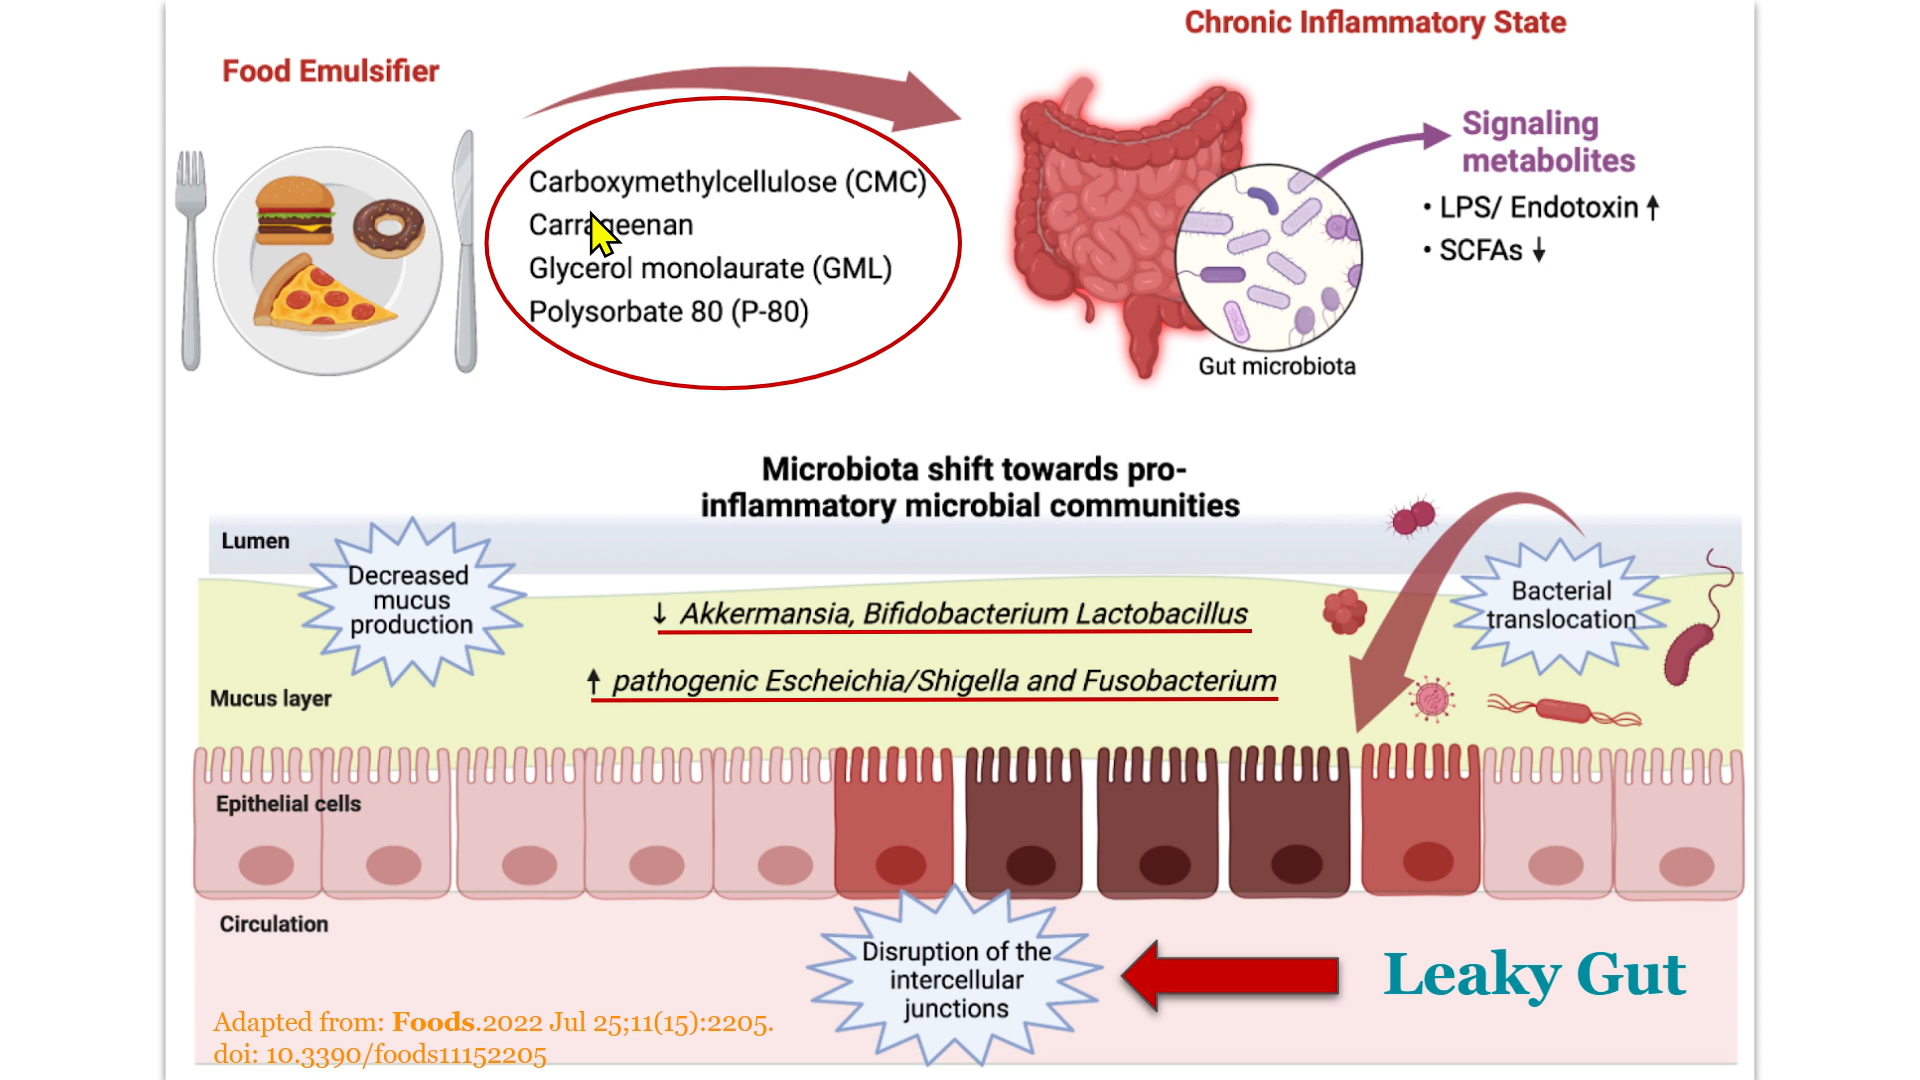 Chronic Inflammatory State
Food Emulsifier
Carboxymethylcellulose (CMC)
Carrageenan
Glycerol monolaurate (GML)
Polysorbate 80 (P-80)
Signaling
metabolites
• LPS/ Endotoxin ↑
• SCFAs ↓
Gut microbiota
Microbiota shift towards pro-
inflammatory microbial communities
Lumen
Decreased
mucus
production
↓ Akkermansia, Bifidobacterium Lactobacillus
↑ pathogenic Escheichia/Shigella and Fusobacterium
Bacterial
translocation
Mucus layer
Epithelial cells
Circulation
Disruption of the
intercellular
junctions
Leaky Gut
Adapted from: Foods.2022 Jul 25;11(15):2205.
doi: 10.3390/foods11152205